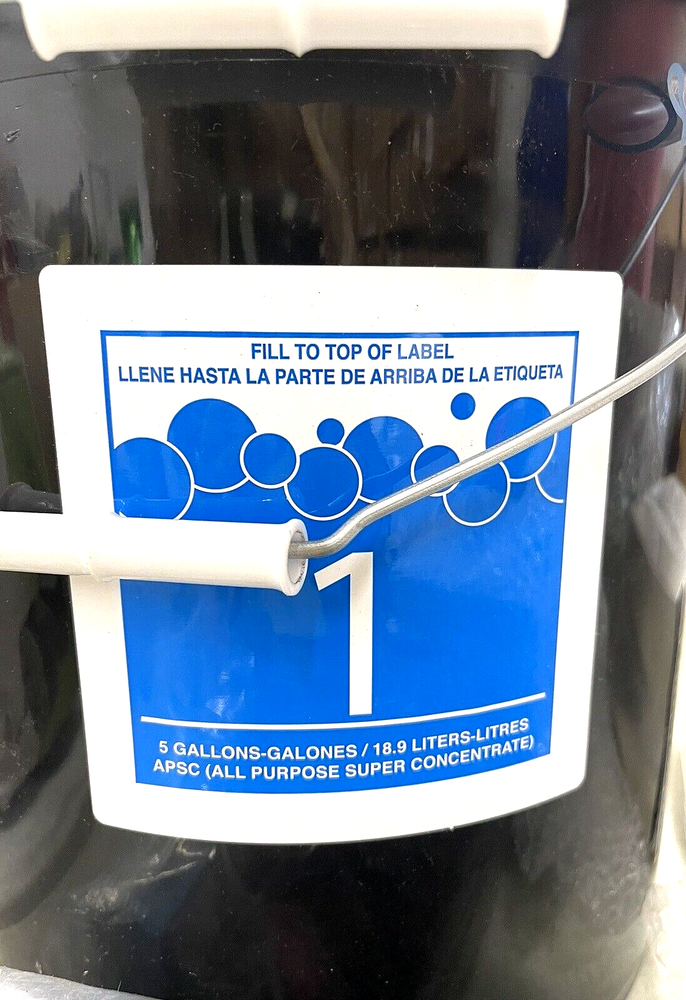 FILL TO TOP OF LABEL
LLENE HASTA LA PARTE DE ARRIBA DE LA ETIQUETA
1
5 GALLONS-GALONES / 18.9 LITERS-LITRES
APSC (ALL PURPOSE SUPER CONCENTRATE)